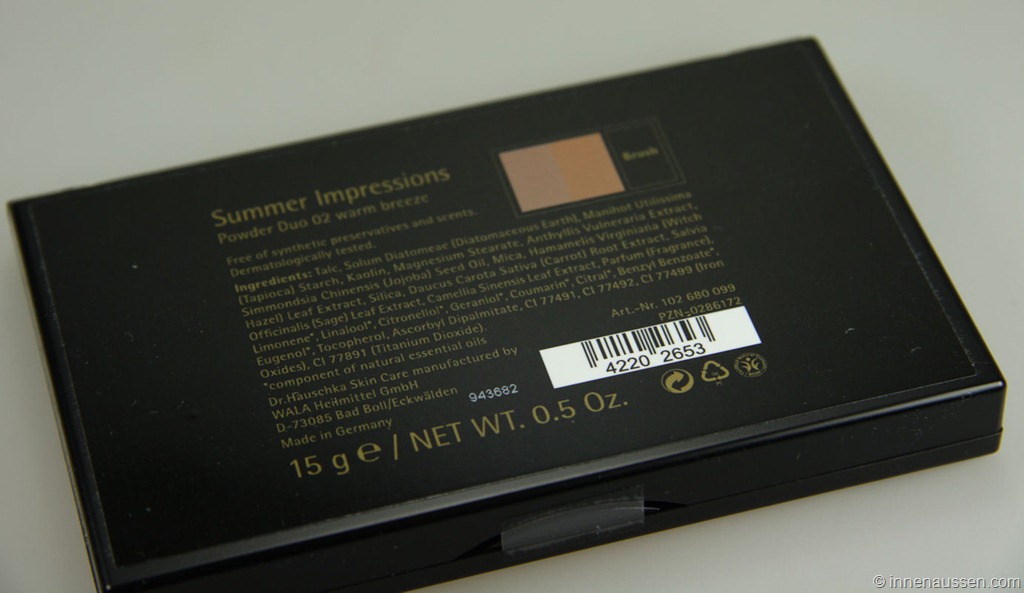 Brush
Summer Impressions
Powder Duo 02 warm breeze
Free of synthetic preservatives and scents.
Dermatologically tested.
Ingredients: Talc, Solum Diatomeae (Diatomaceous Earth), Manihot Utilissima
(Tapioca) Starch, Kaolin, Magnesium Stearate, Anthyllis Vulneraria Extract,
Simmondsia Chinensis (Jojoba) Seed Oil, Mica, Hamamelis Virginiana (Witch
Hazel) Leaf Extract, Silica, Daucus Carota Sativa (Carrot) Root Extract, Salvia
Officinalis (Sage) Leaf Extract, Camellia Sinensis Leaf Extract, Parfum (Fragrance),
Limonene*, Linalool*, Citronellol*, Geraniol*, Coumarin*, Citral*, Benzyl Benzoate*,
Eugenol*, Tocopherol, Ascorbyl Dipalmitate, CI 77491, CI 77492, CI 77499 (Iron
Oxides), CI 77891 (Titanium Dioxide).
*component of natural essential oils
Art.-Nr. 102 680 099
PZN-0286172
4220 2653
Dr.Hauschka Skin Care manufactured by
WALA Heilmittel GmbH
D-73085 Bad Boll/Eckwälden 943682
Made in Germany
15 g e / NET WT. 0.5 Oz.
© innenaussen.com